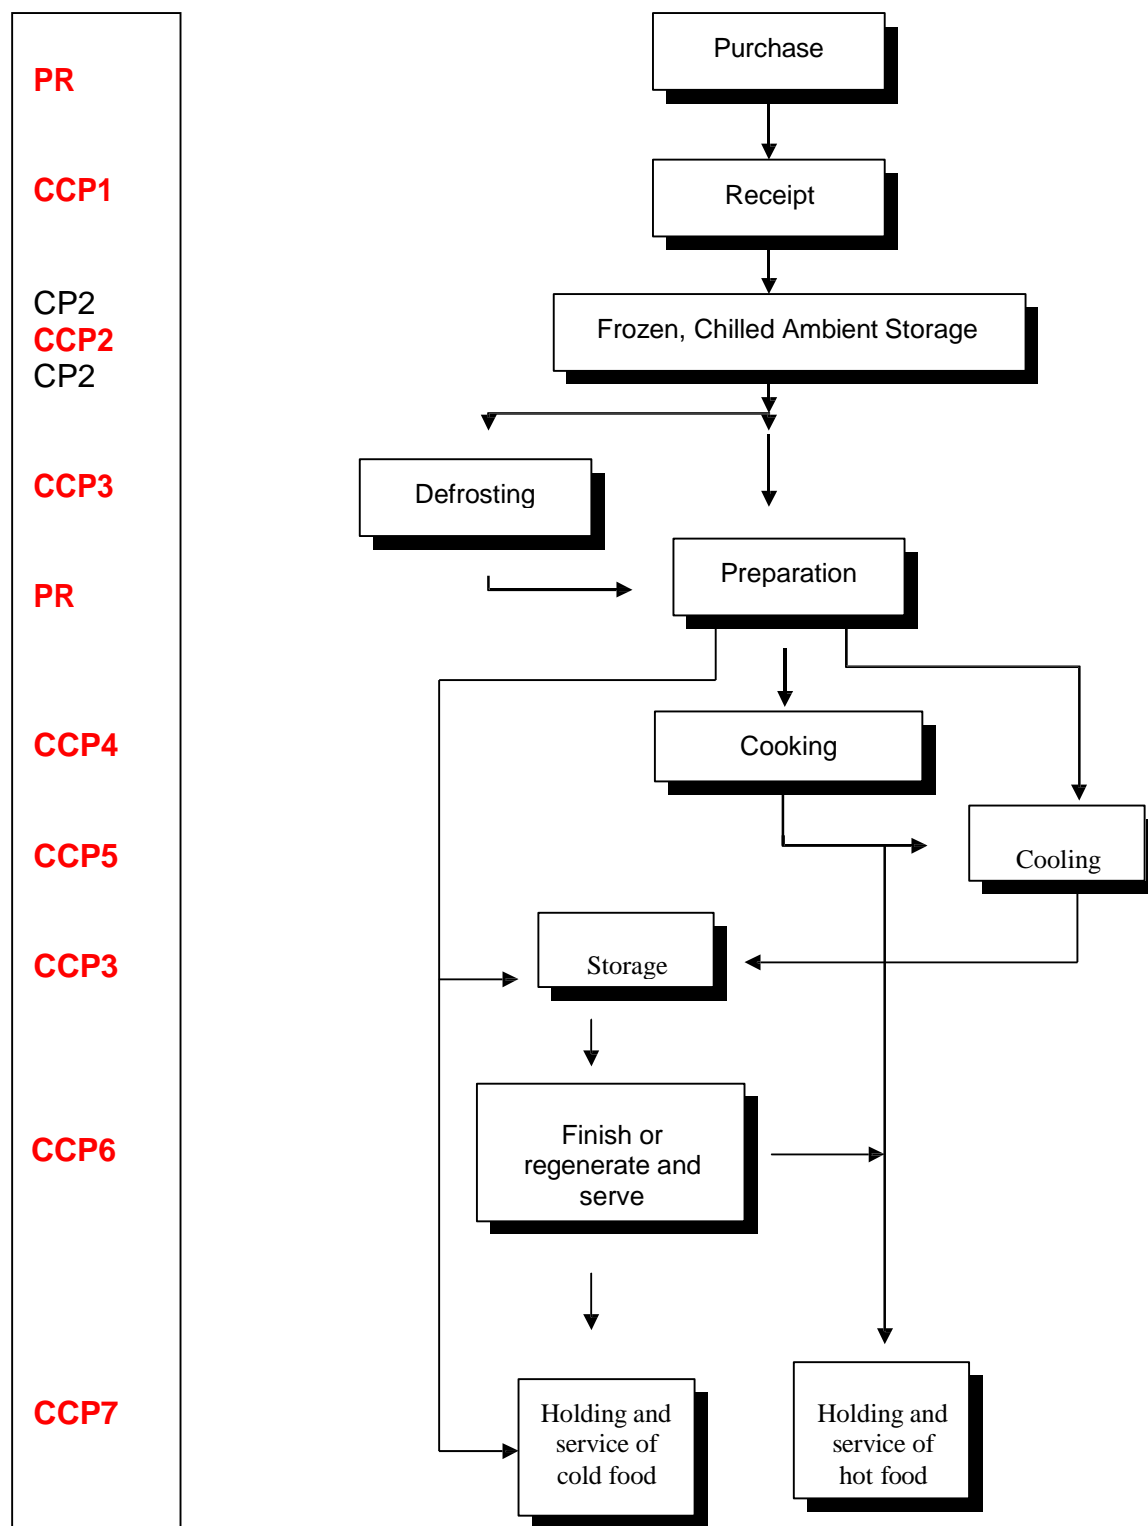 PR
Purchase
CCP1
Receipt
CP2
CCP2
CP2
Frozen, Chilled Ambient Storage
CCP3
Defrosting
PR
Preparation
CCP4
Cooking
CCP5
Cooling
CCP3
Storage
CCP6
Finish or
regenerate and
serve
CCP7
Holding and
service of
cold food
Holding and
service of
hot food